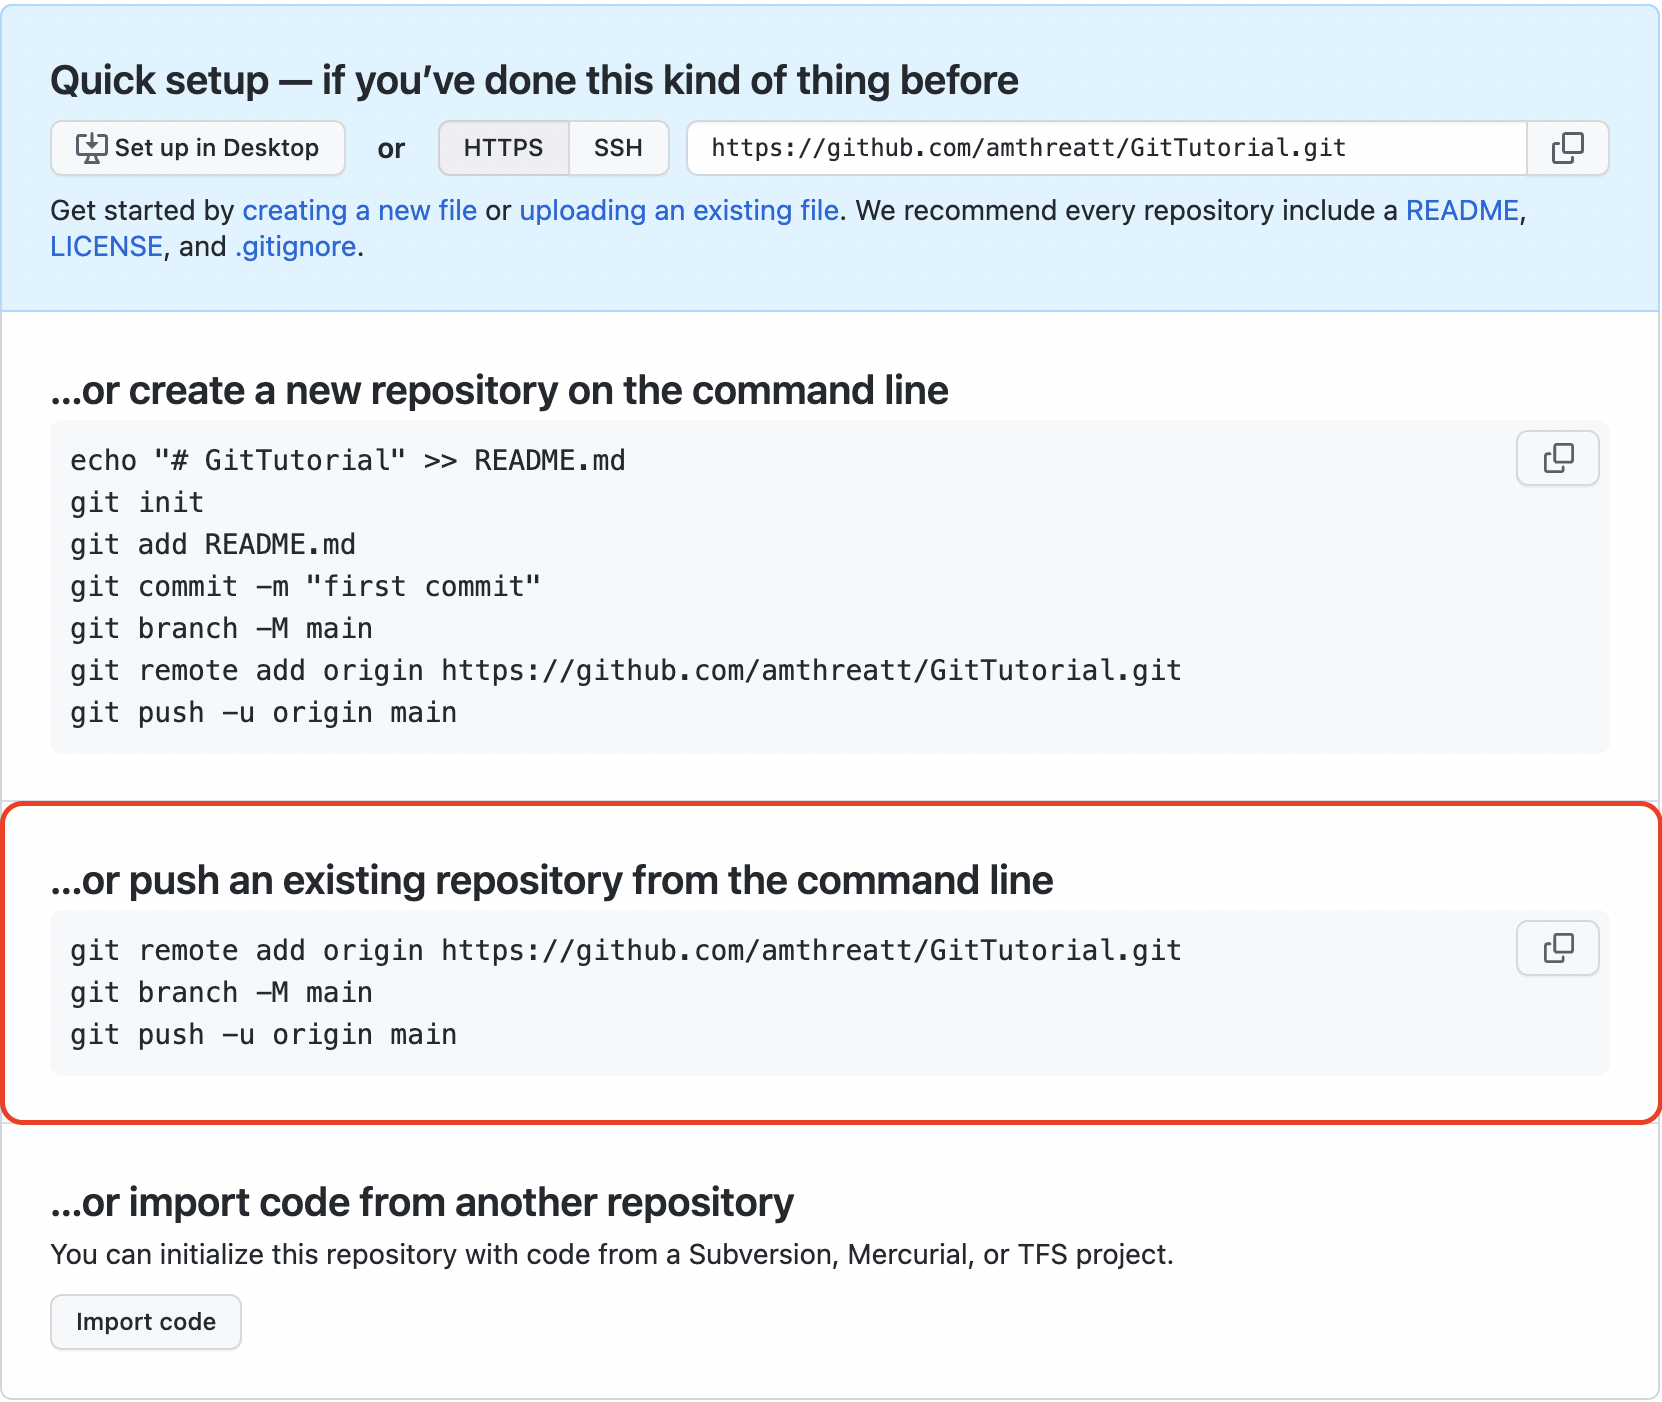 Quick setup — if you’ve done this kind of thing before
Set up in Desktop or HTTPS SSH https://github.com/amthreatt/GitTutorial.git
Get started by creating a new file or uploading an existing file. We recommend every repository include a README,
LICENSE, and .gitignore.
…or create a new repository on the command line
echo "# GitTutorial" >> README.md
git init
git add README.md
git commit -m "first commit"
git branch -M main
git remote add origin https://github.com/amthreatt/GitTutorial.git
git push -u origin main
…or push an existing repository from the command line
git remote add origin https://github.com/amthreatt/GitTutorial.git
git branch -M main
git push -u origin main
…or import code from another repository
You can initialize this repository with code from a Subversion, Mercurial, or TFS project.
Import code